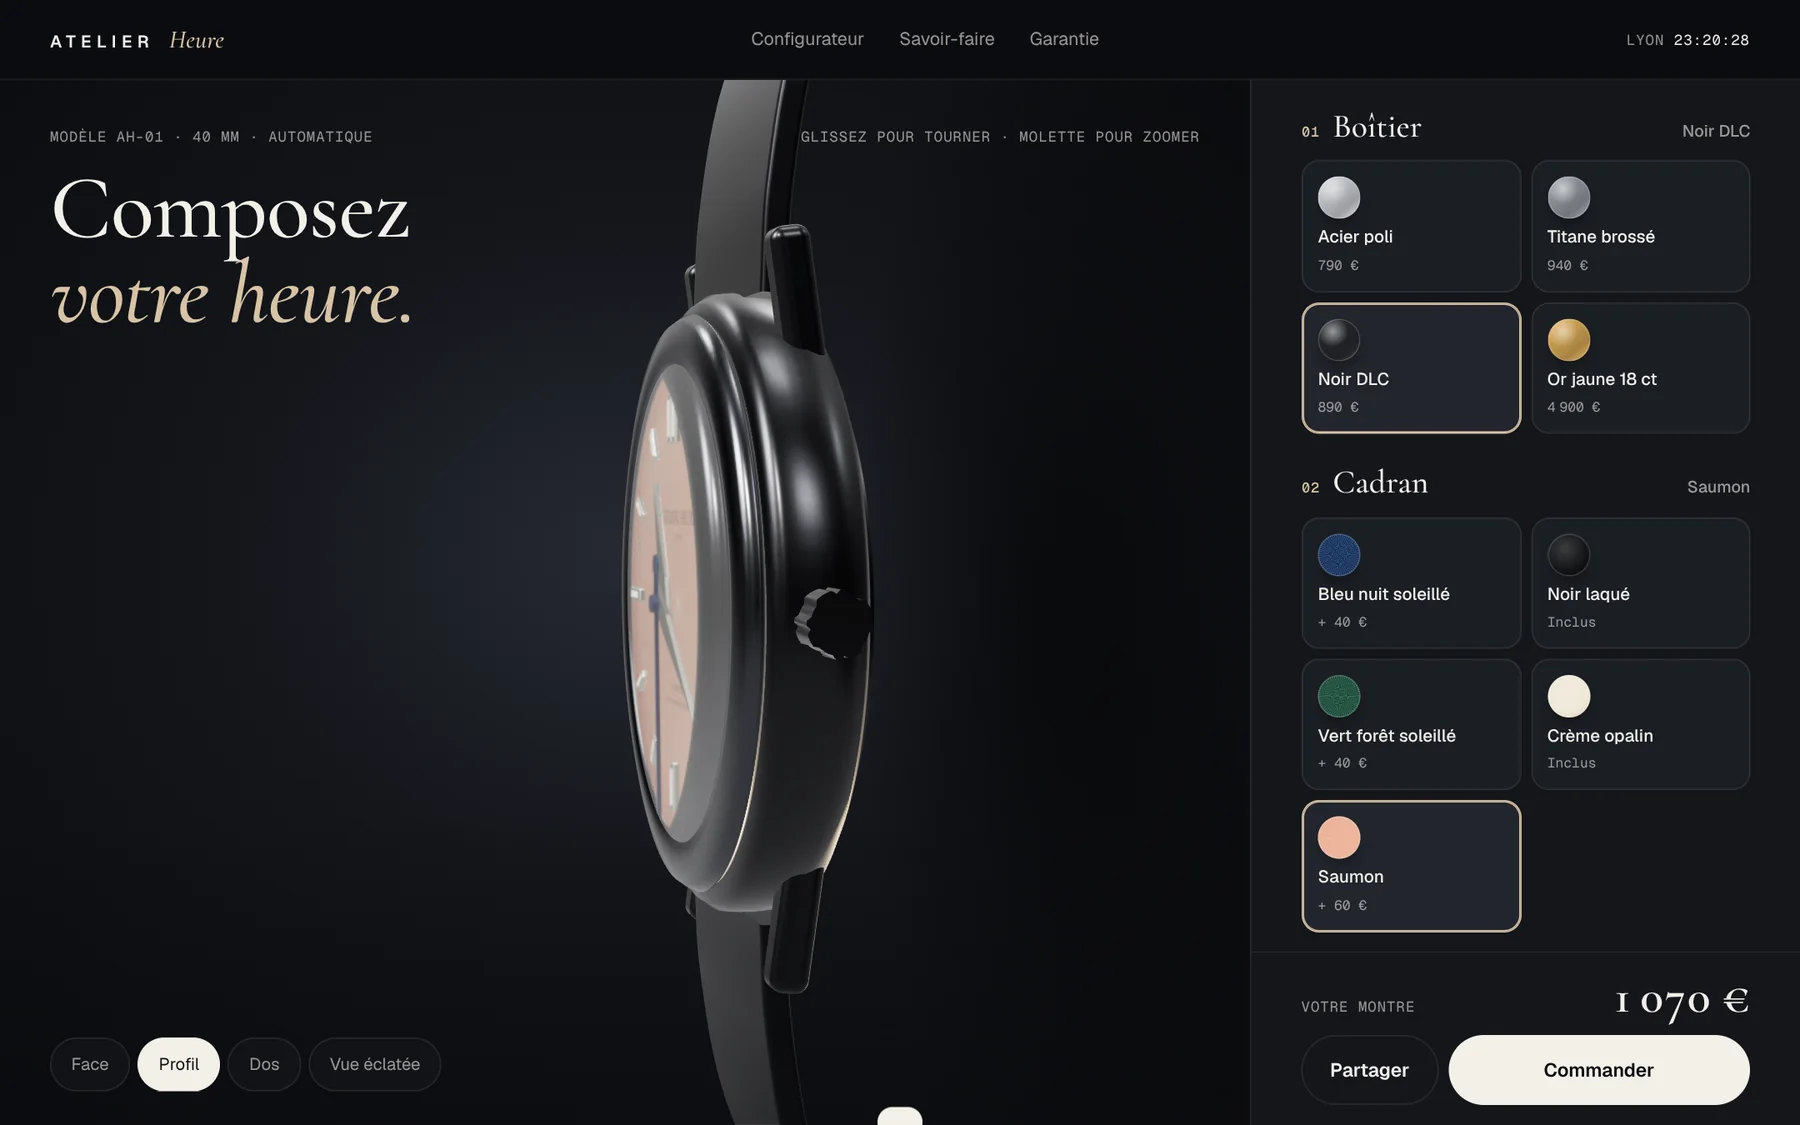 ATELIER Heure
Configurateur
Savoir-faire
Garantie
LYON 23:20:28
MODÈLE AH-01 · 40 MM · AUTOMATIQUE
GLISSEZ POUR TOURNER · MOLETTE POUR ZOOMER
Composez
votre heure.
Face
Profil
Dos
Vue éclatée
01 Boîtier
Noir DLC
Acier poli
790 €
Titane brossé
940 €
Noir DLC
890 €
Or jaune 18 ct
4 900 €
02 Cadran
Saumon
Bleu nuit soleillé
+ 40 €
Noir laqué
Inclus
Vert forêt soleillé
+ 40 €
Crème opalin
Inclus
Saumon
+ 60 €
VOTRE MONTRE
1 070 €
Partager
Commander